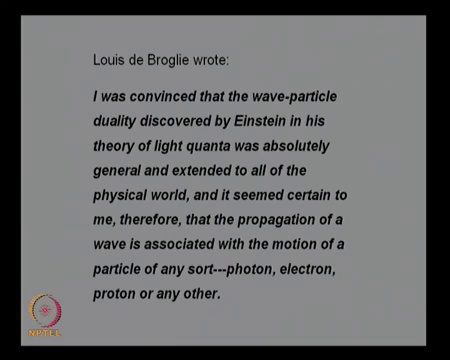 Louis de Broglie wrote:
I was convinced that the wave-particle
duality discovered by Einstein in his
theory of light quanta was absolutely
general and extended to all of the
physical world, and it seemed certain to
me, therefore, that the propagation of a
wave is associated with the motion of a
particle of any sort---photon, electron,
proton or any other.
NPTEL